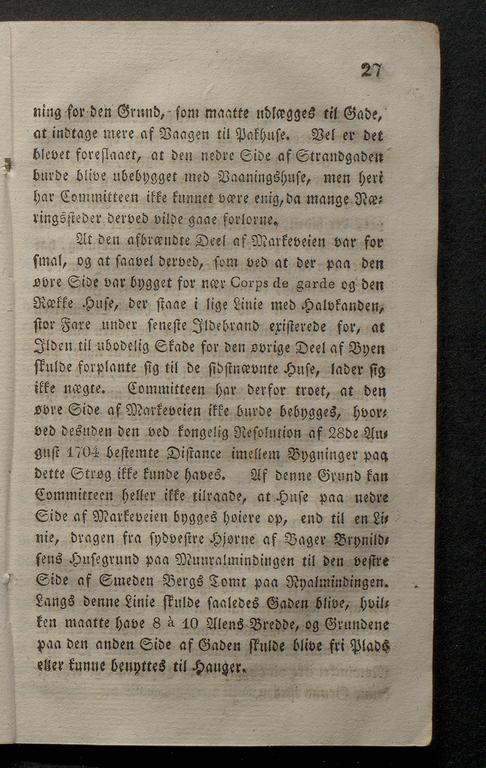 27
ning for den Grund, som maatte udlægges til Gade,
at indtage mere af Vaagen til Pakhuse. Vel er det
blevet foreslaaet, at den nedre Side af Strandgaden
burde blive ubebygget med Vaaningshuse, men heri
har Committeen ikke kunnet være enig, da mange Næ-
ringssteder derved vilde gaae forlorne.
At den afbrændte Deel af Markeveien var for
smal, og at saavel derved, som ved at der paa den
øvre Side var bygget for nær Corps de garde og den
Række Huse, der staae i lige Linie med Halvkanden,
stor Fare under seneste Ildebrand existerede for, at
Ilden til ubodelig Skade for den øvrige Deel af Byen
skulde forplante sig til de sidstnævnte Huse, lader sig
ikke nægte. Committeen har derfor troet, at den
øvre Side af Markeveien ikke burde bebygges, hvor-
ved desuden den ved kongelig Resolution af 28de Au-
gust 1704 bestemte Distance imellem Bygninger paa
dette Strøg ikke kunde haves. Af denne Grund kan
Committeen heller ikke tilraade, at Huse paa nedre
Side af Markeveien bygges høiere op, end til en Li-
nie, dragen fra sydvestre Hjørne af Vager Brynild-
sens Husegrund paa Muuralmindingen til den vestre
Side af Smeden Bergs Tomt paa Nyalmindingen.
Langs denne Linie skulde saaledes Gaden blive, hvil-
ken maatte have 8 à 10 Alens Bredde, og Grundene
paa den anden Side af Gaden skulde blive fri Plads
eller kunne benyttes til Hauger.